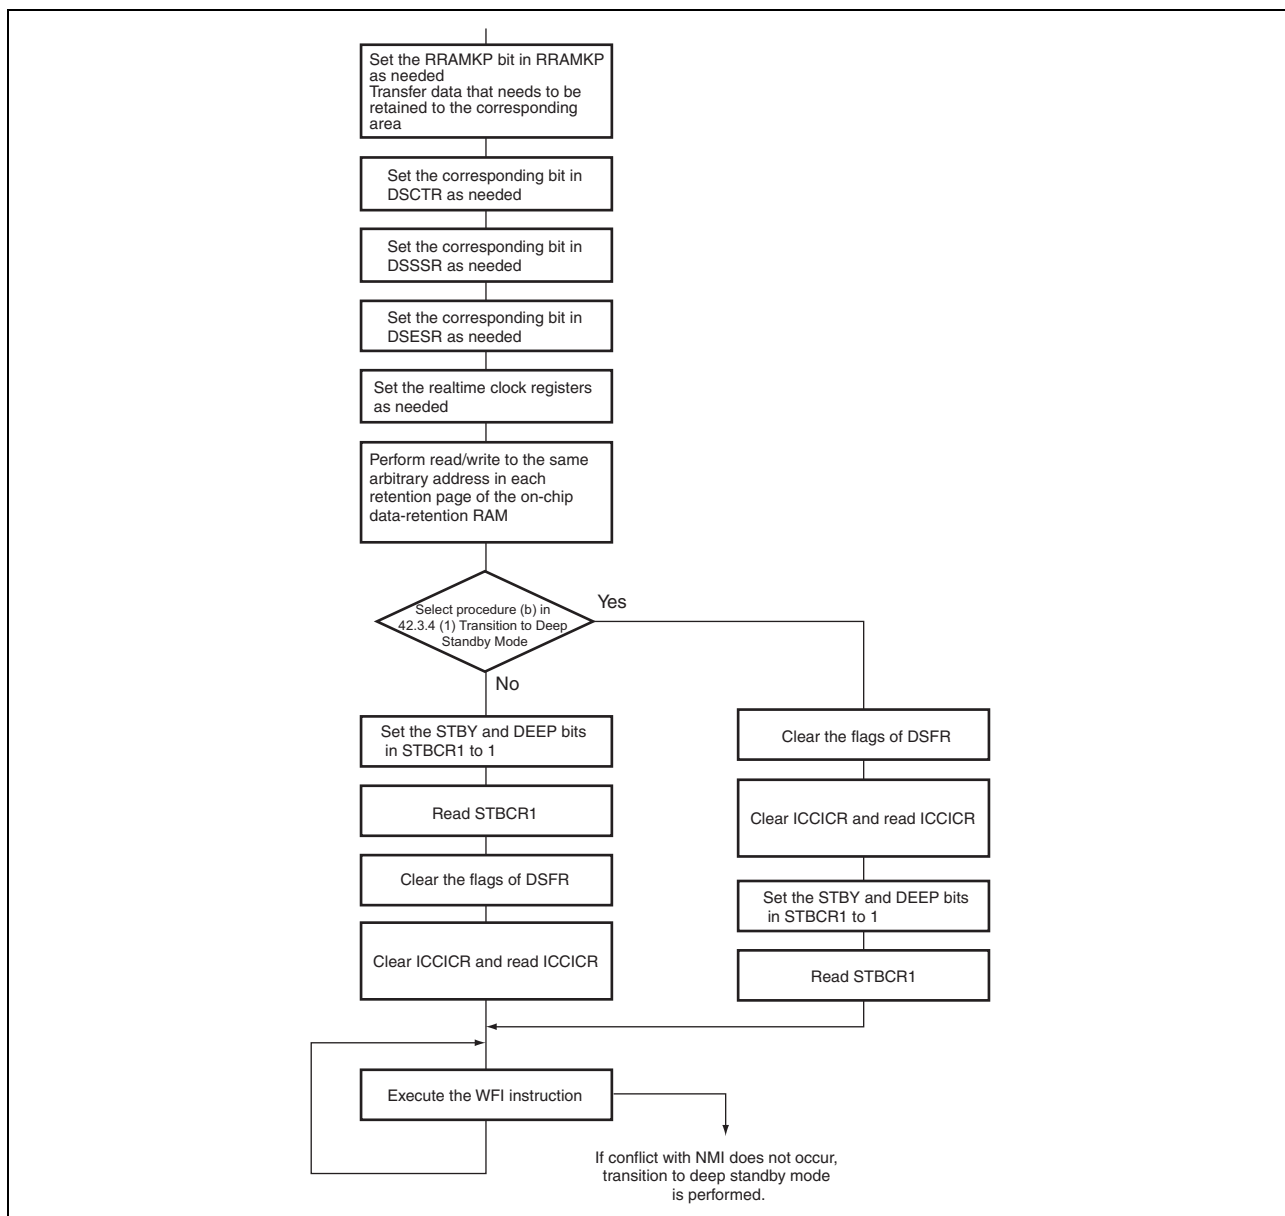 Set the RRAMKP bit in RRAMKP
as needed
Transfer data that needs to be
retained to the corresponding
area
Set the corresponding bit in
DSCTR as needed
Set the corresponding bit in
DSSSR as needed
Set the corresponding bit in
DSESR as needed
Set the realtime clock registers
as needed
Perform read/write to the same
arbitrary address in each
retention page of the on-chip
data-retention RAM
Select procedure (b) in
42.3.4 (1) Transition to Deep
Standby Mode
Yes
No
Set the STBY and DEEP bits
in STBCR1 to 1
Read STBCR1
Clear the flags of DSFR
Clear ICCICR and read ICCICR
Clear the flags of DSFR
Clear ICCICR and read ICCICR
Set the STBY and DEEP bits
in STBCR1 to 1
Read STBCR1
Execute the WFI instruction
If conflict with NMI does not occur,
transition to deep standby mode
is performed.